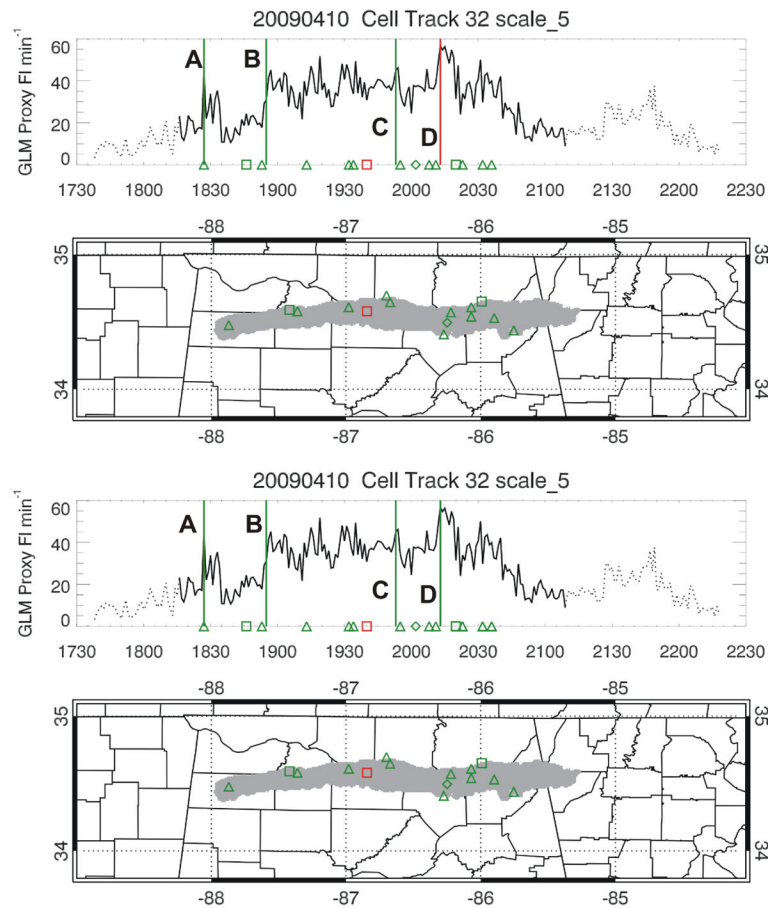 20090410 Cell Track 32 scale_5
60
40
20
0
GLM Proxy Fl min⁻¹
A
B
C
D
1730 1800 1830 1900 1930 2000 2030 2100 2130 2200 2230
-88 -87 -86 -85
35 35
34 34
-88 -87 -86 -85
20090410 Cell Track 32 scale_5
60
40
20
0
GLM Proxy Fl min⁻¹
A
B
C
D
1730 1800 1830 1900 1930 2000 2030 2100 2130 2200 2230
-88 -87 -86 -85
35 35
34 34
-88 -87 -86 -85